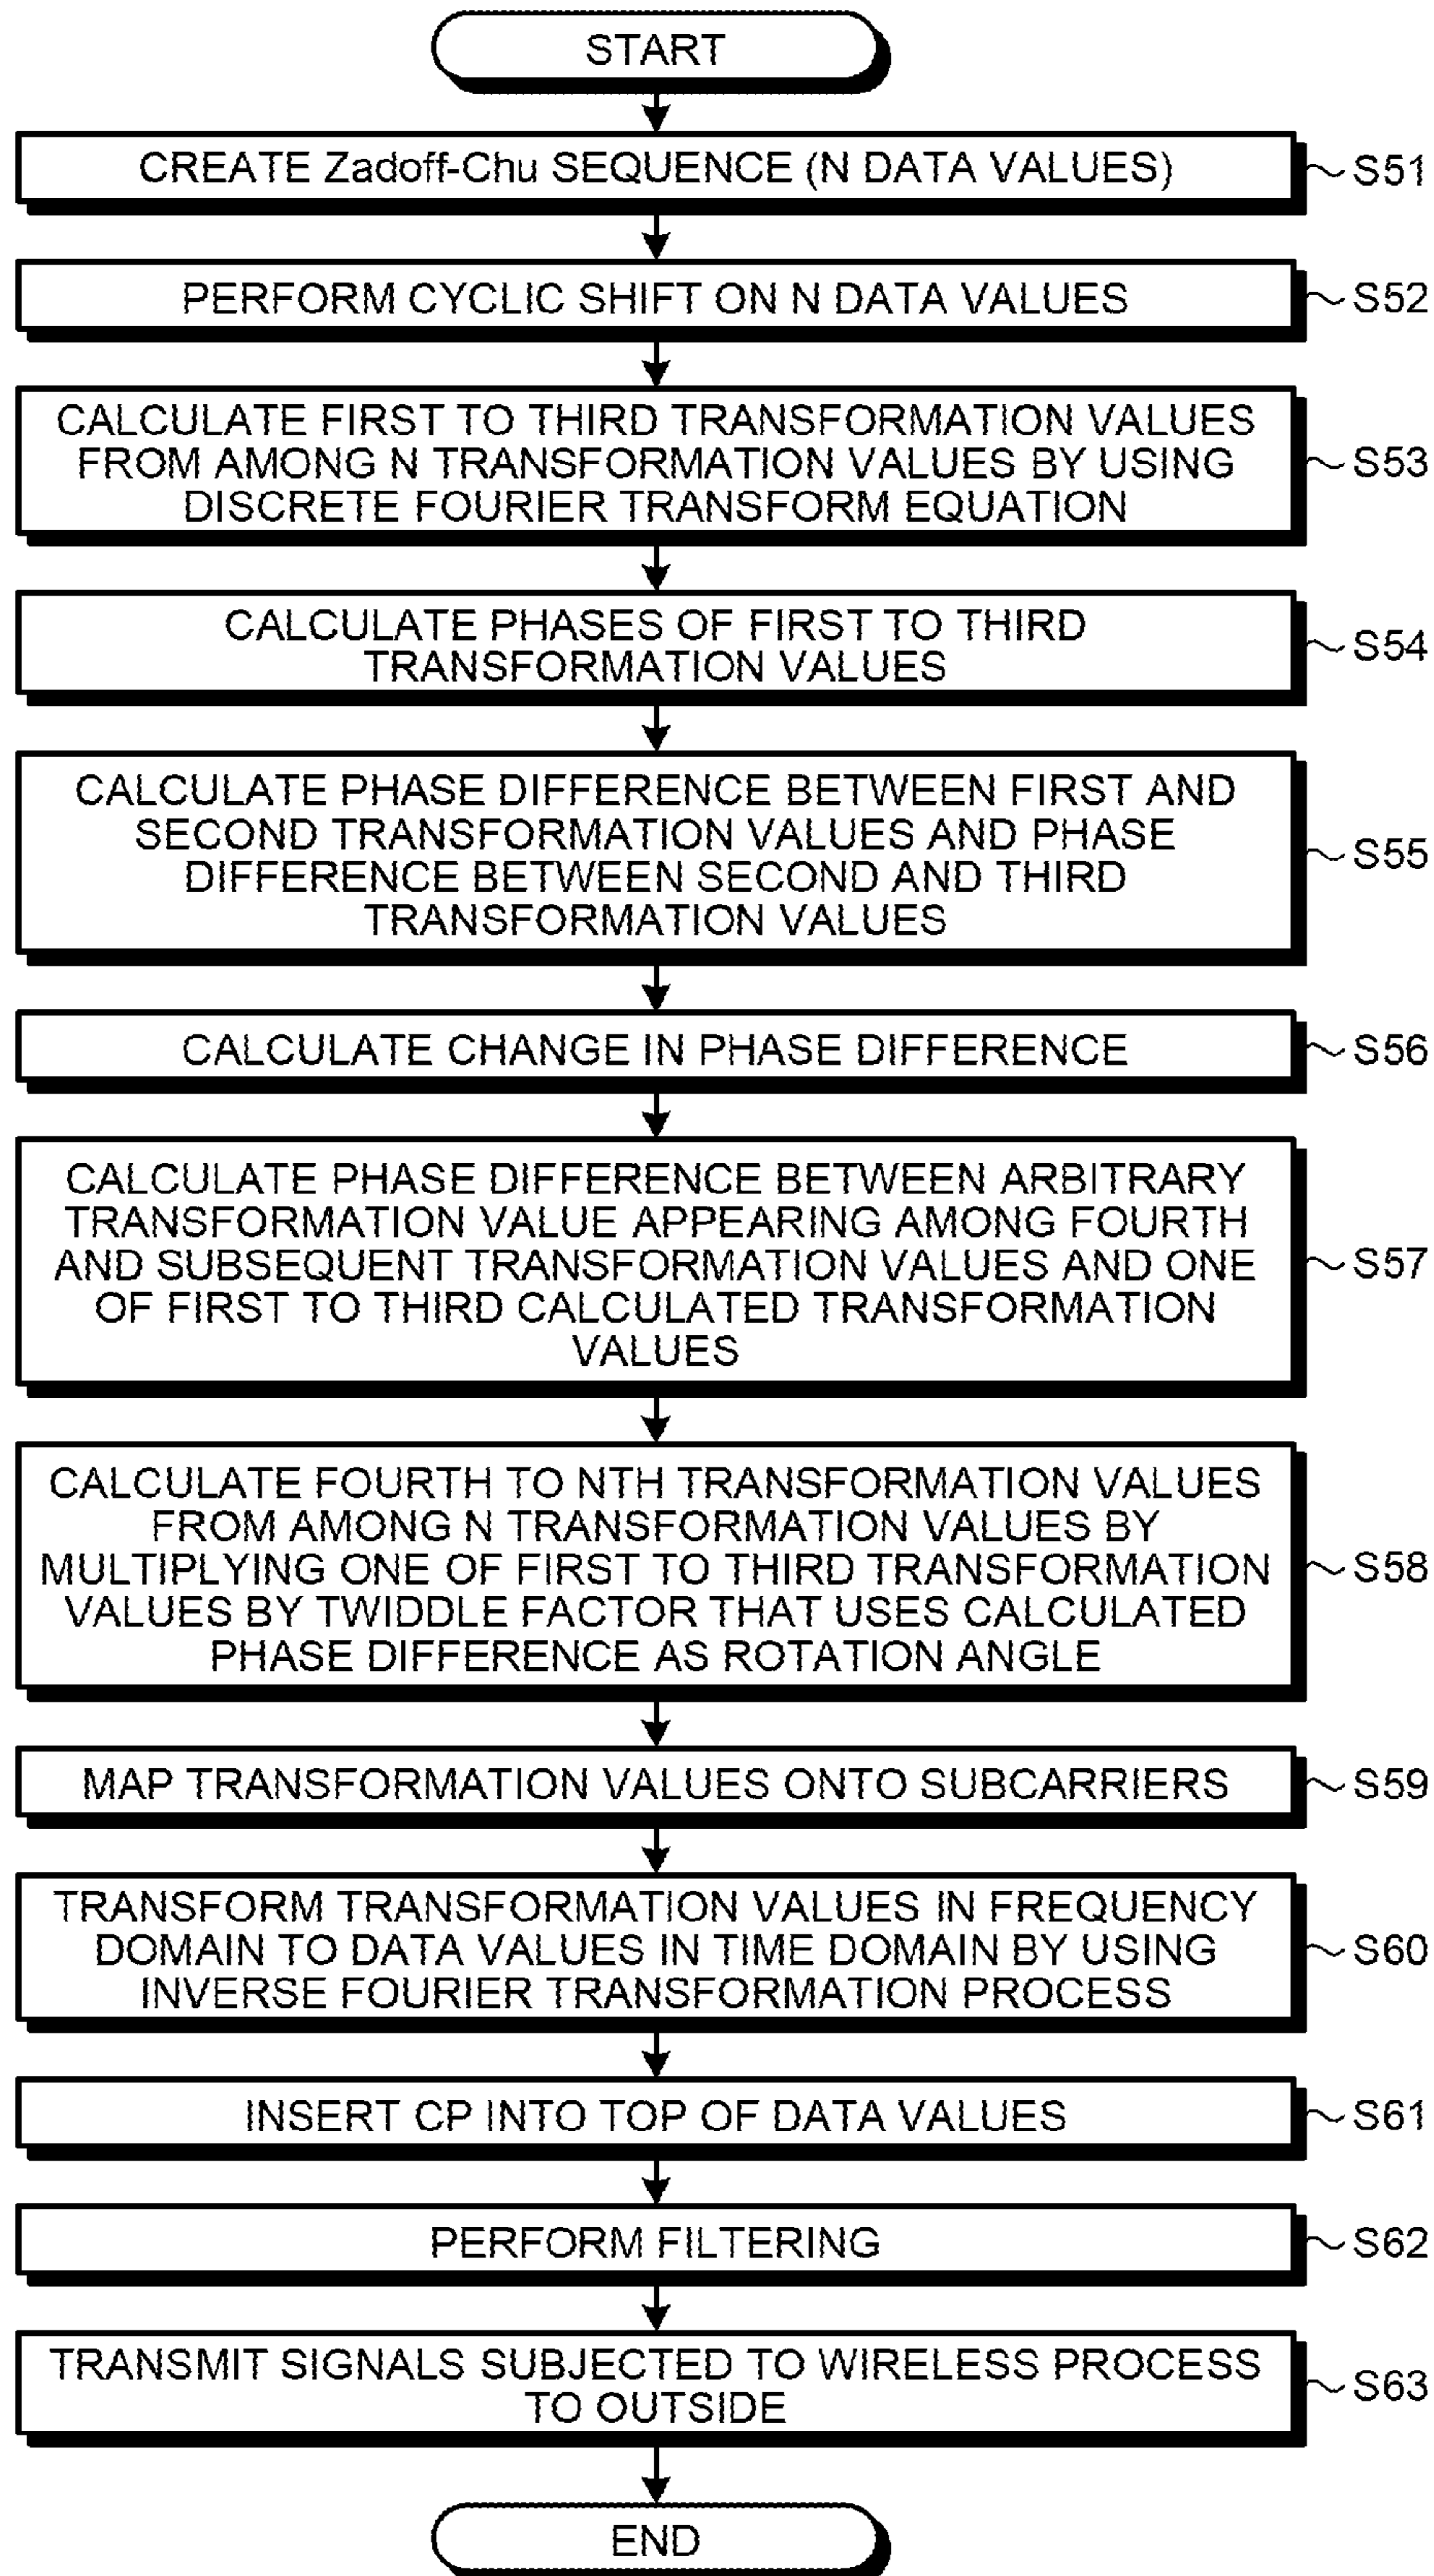 START
CREATE Zadoff-Chu SEQUENCE (N DATA VALUES)
S51
PERFORM CYCLIC SHIFT ON N DATA VALUES
S52
CALCULATE FIRST TO THIRD TRANSFORMATION VALUES
FROM AMONG N TRANSFORMATION VALUES BY USING
DISCRETE FOURIER TRANSFORM EQUATION
S53
CALCULATE PHASES OF FIRST TO THIRD
TRANSFORMATION VALUES
S54
CALCULATE PHASE DIFFERENCE BETWEEN FIRST AND
SECOND TRANSFORMATION VALUES AND PHASE
DIFFERENCE BETWEEN SECOND AND THIRD
TRANSFORMATION VALUES
S55
CALCULATE CHANGE IN PHASE DIFFERENCE
S56
CALCULATE PHASE DIFFERENCE BETWEEN ARBITRARY
TRANSFORMATION VALUE APPEARING AMONG FOURTH
AND SUBSEQUENT TRANSFORMATION VALUES AND ONE
OF FIRST TO THIRD CALCULATED TRANSFORMATION
VALUES
S57
CALCULATE FOURTH TO NTH TRANSFORMATION VALUES
FROM AMONG N TRANSFORMATION VALUES BY
MULTIPLYING ONE OF FIRST TO THIRD TRANSFORMATION
VALUES BY TWIDDLE FACTOR THAT USES CALCULATED
PHASE DIFFERENCE AS ROTATION ANGLE
S58
MAP TRANSFORMATION VALUES ONTO SUBCARRIERS
S59
TRANSFORM TRANSFORMATION VALUES IN FREQUENCY
DOMAIN TO DATA VALUES IN TIME DOMAIN BY USING
INVERSE FOURIER TRANSFORMATION PROCESS
S60
INSERT CP INTO TOP OF DATA VALUES
S61
PERFORM FILTERING
S62
TRANSMIT SIGNALS SUBJECTED TO WIRELESS PROCESS
TO OUTSIDE
S63
END